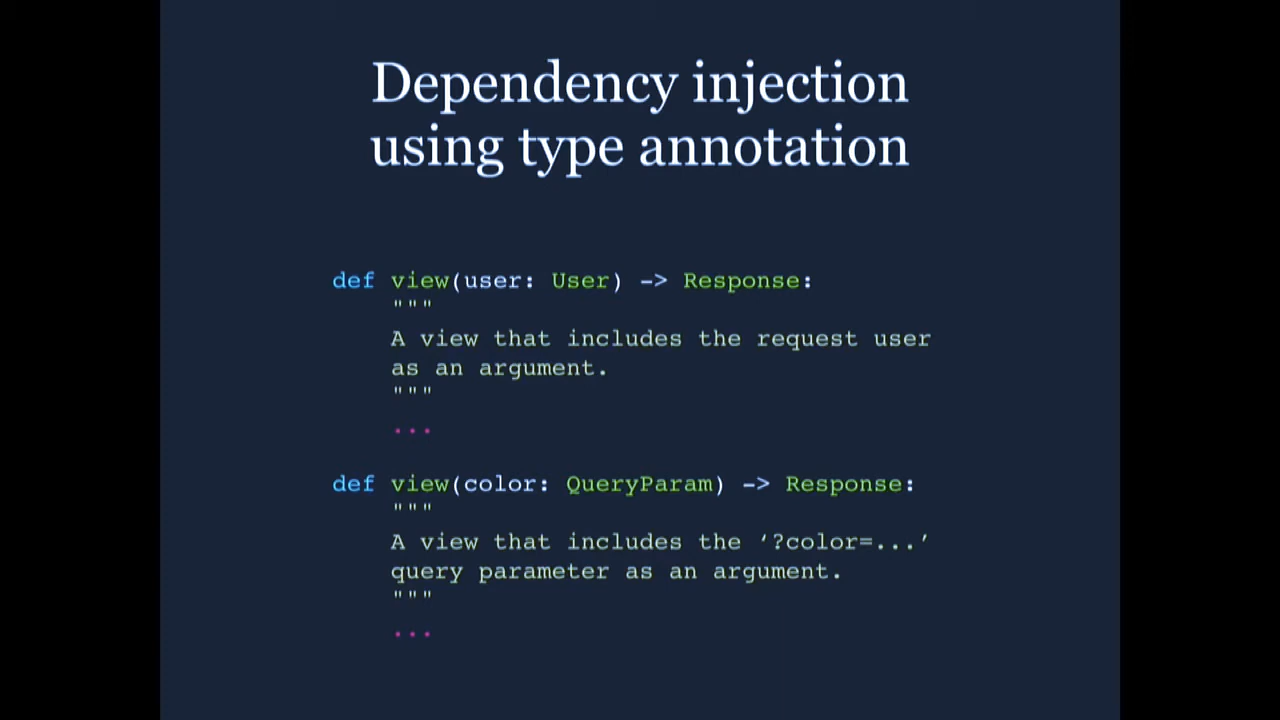 Dependency injection
using type annotation
def view(user: User) -> Response:
"""
A view that includes the request user
as an argument.
"""
...
def view(color: QueryParam) -> Response:
"""
A view that includes the ‘?color=...’
query parameter as an argument.
"""
...